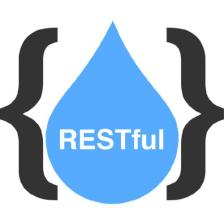 { RESTful }